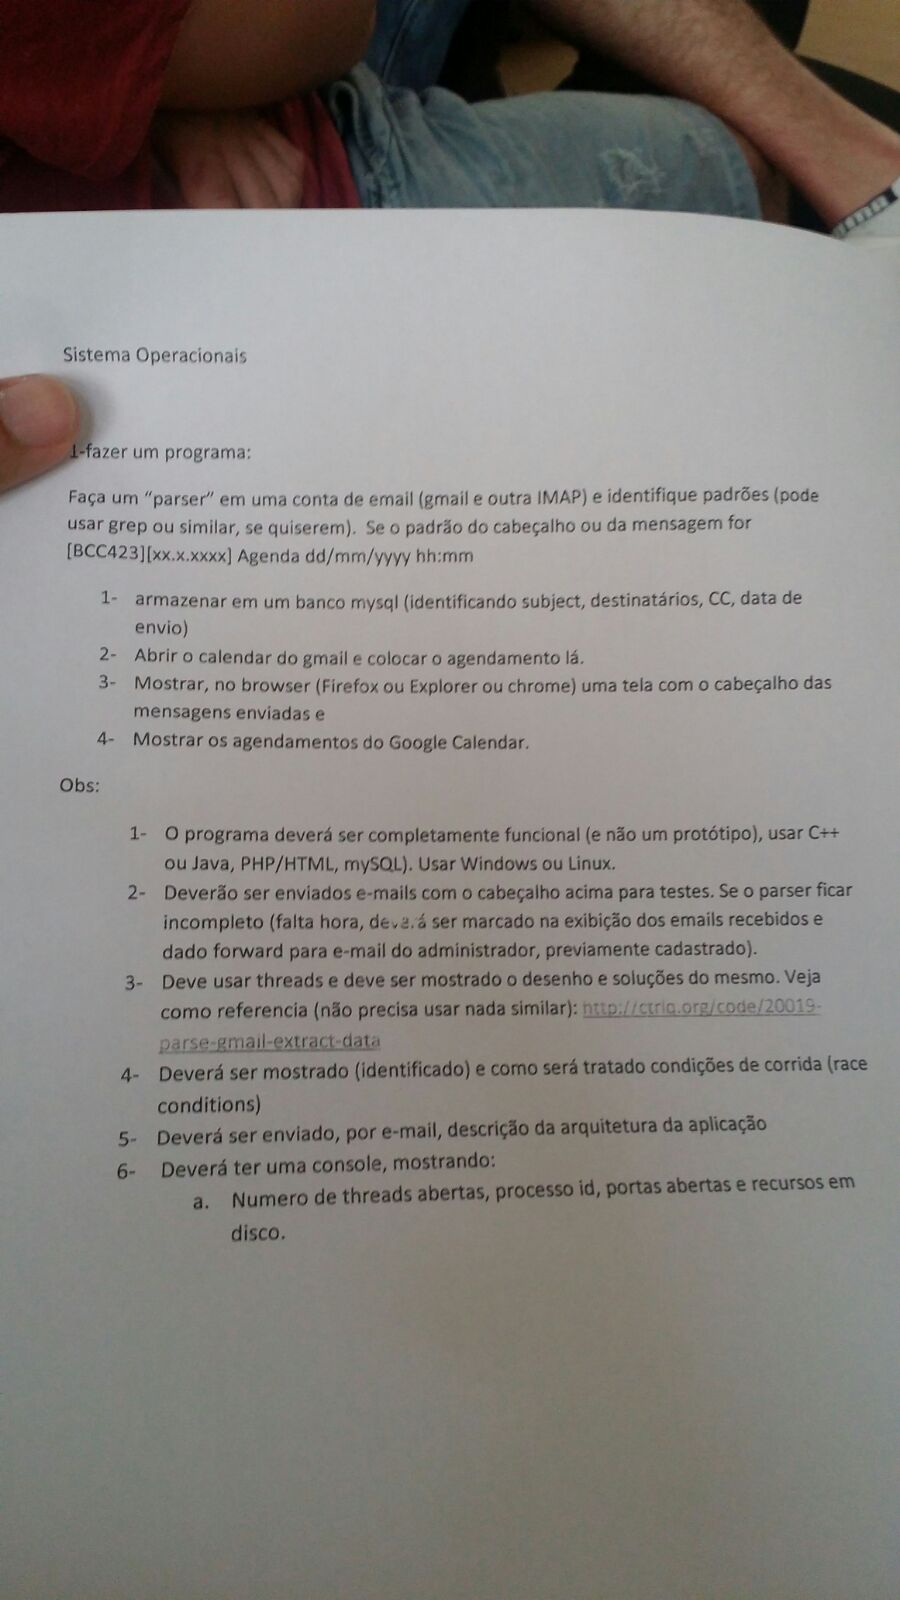 Sistema Operacionais
1-fazer um programa:
Faça um “parser” em uma conta de email (gmail e outra IMAP) e identifique padrões (pode
usar grep ou similar, se quiserem). Se o padrão do cabeçalho ou da mensagem for
[BCC423][xx.x.xxxx] Agenda dd/mm/yyyy hh:mm
1- armazenar em um banco mysql (identificando subject, destinatários, CC, data de
envio)
2- Abrir o calendar do gmail e colocar o agendamento lá.
3- Mostrar, no browser (Firefox ou Explorer ou chrome) uma tela com o cabeçalho das
mensagens enviadas e
4- Mostrar os agendamentos do Google Calendar.
Obs:
1- O programa deverá ser completamente funcional (e não um protótipo), usar C++
ou Java, PHP/HTML, mySQL). Usar Windows ou Linux.
2- Deverão ser enviados e-mails com o cabeçalho acima para testes. Se o parser ficar
incompleto (falta hora, deverá ser marcado na exibição dos emails recebidos e
dado forward para e-mail do administrador, previamente cadastrado).
3- Deve usar threads e deve ser mostrado o desenho e soluções do mesmo. Veja
como referencia (não precisa usar nada similar): http://ctrlq.org/code/20019-
parse-gmail-extract-data
4- Deverá ser mostrado (identificado) e como será tratado condições de corrida (race
conditions)
5- Deverá ser enviado, por e-mail, descrição da arquitetura da aplicação
6- Deverá ter uma console, mostrando:
a. Numero de threads abertas, processo id, portas abertas e recursos em
disco.